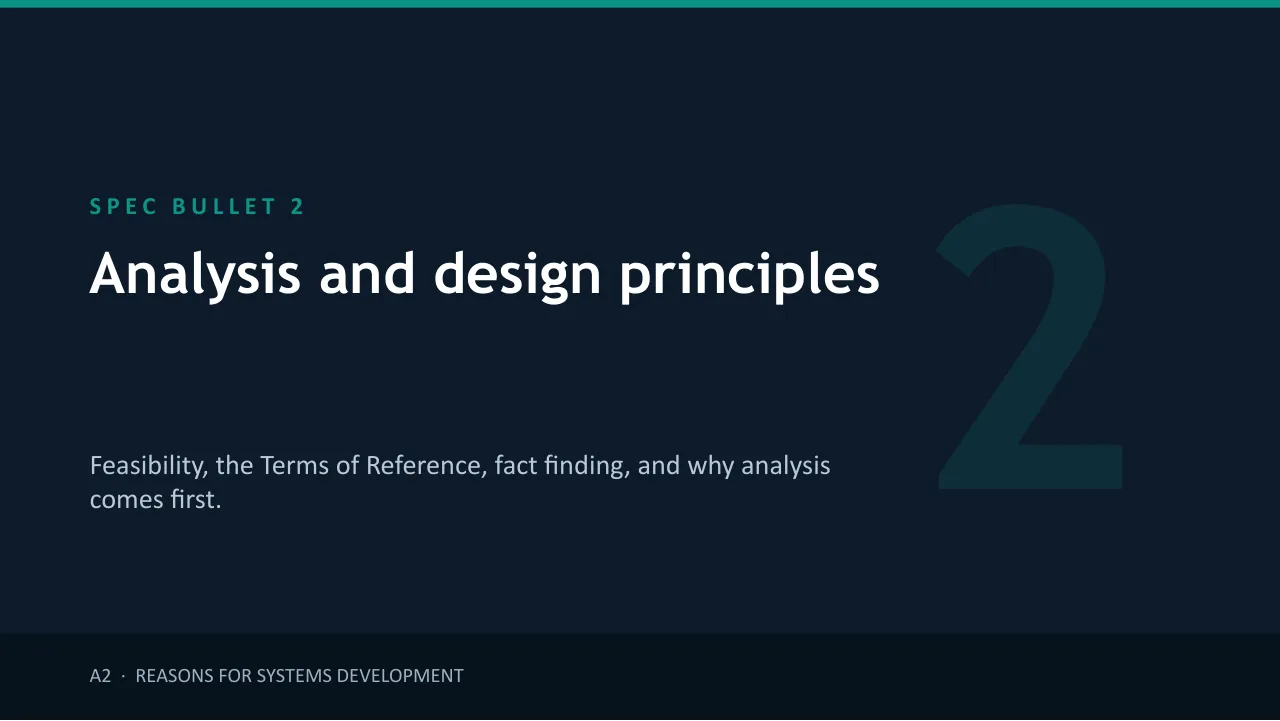 SPEC BULLET 2
Analysis and design principles
2
Feasibility, the Terms of Reference, fact finding, and why analysis
comes first.
A2 · REASONS FOR SYSTEMS DEVELOPMENT